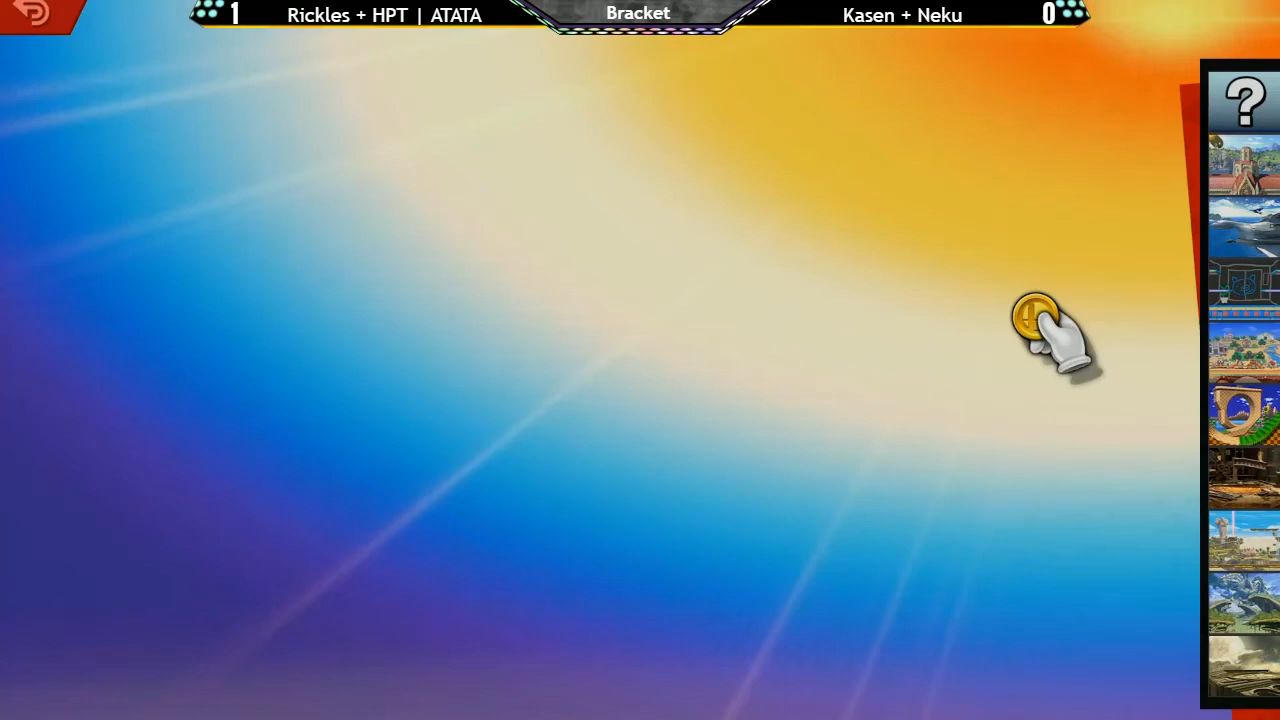 1 Rickles + HPT | ATATA Bracket Kasen + Neku 0
?